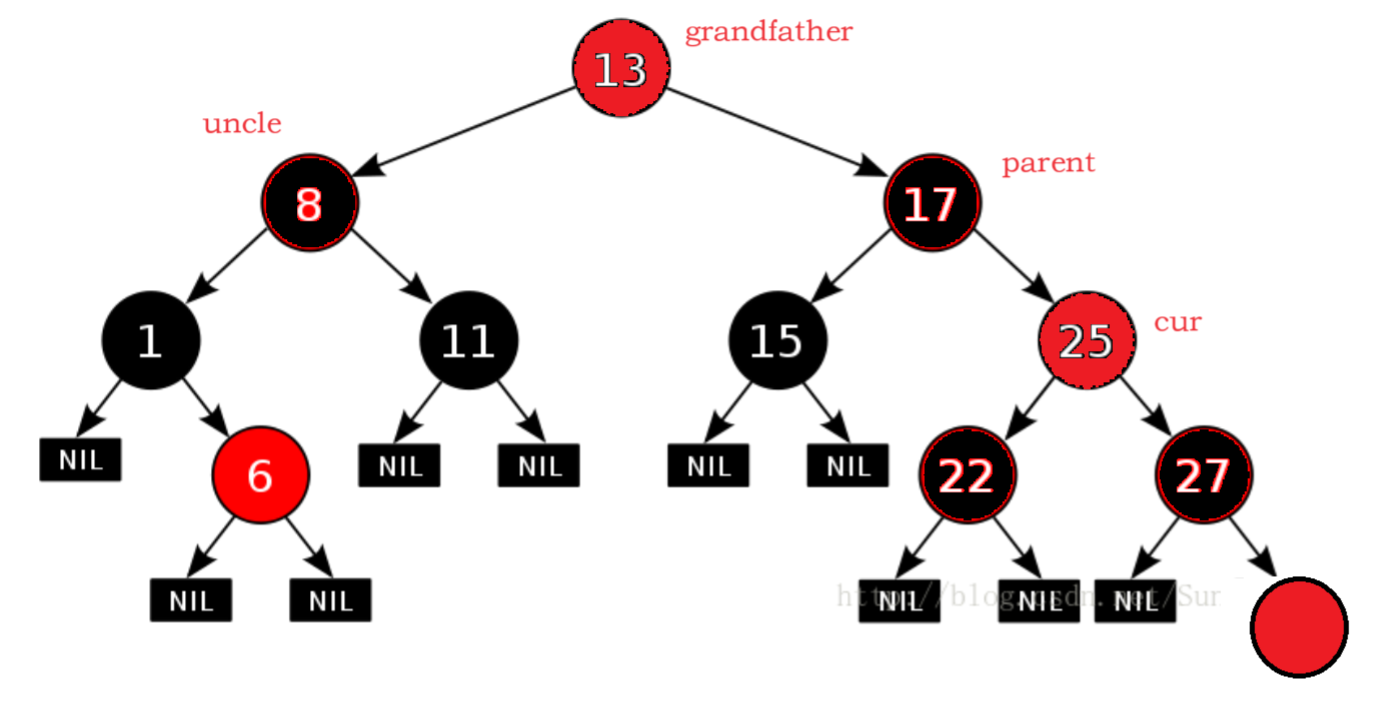 grandfather
13
uncle
parent
8
17
cur
1
11
15
25
NIL
6
NIL
NIL
NIL
NIL
22
27
NIL
NIL
NIL
NIL
NIL
http://blog.csdn.net/Sur